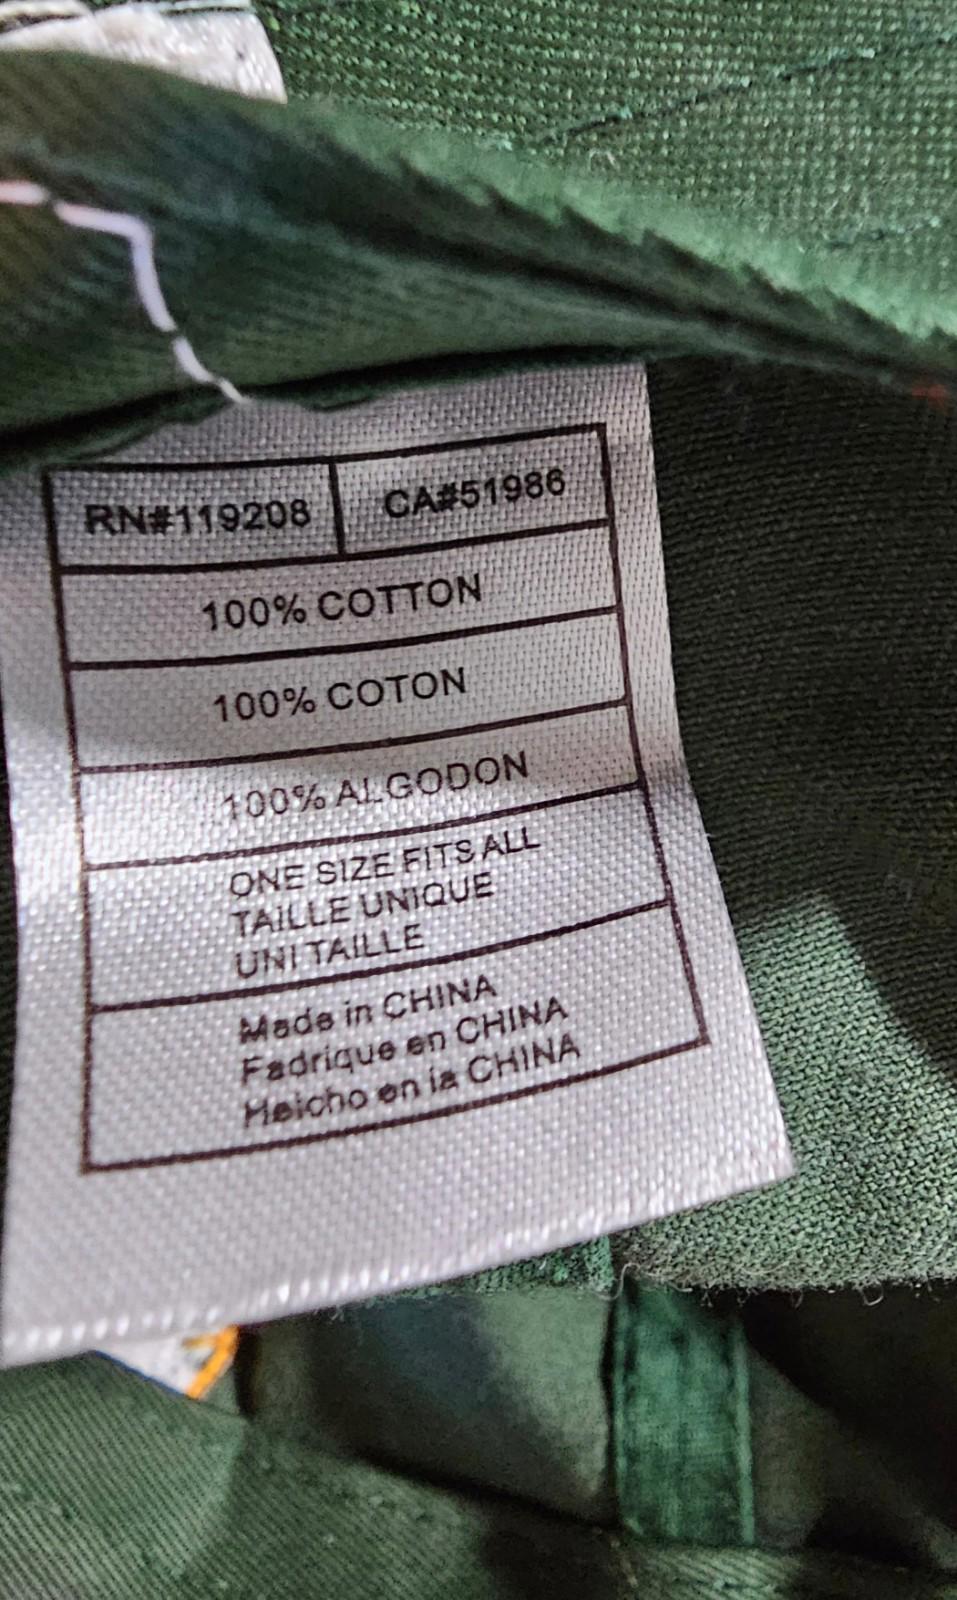 RN#119208 CA#51986
100% COTTON
100% COTON
100% ALGODON
ONE SIZE FITS ALL
TAILLE UNIQUE
UNI TAILLE
Made in CHINA
Fadrique en CHINA
Heicho en ia CHINA